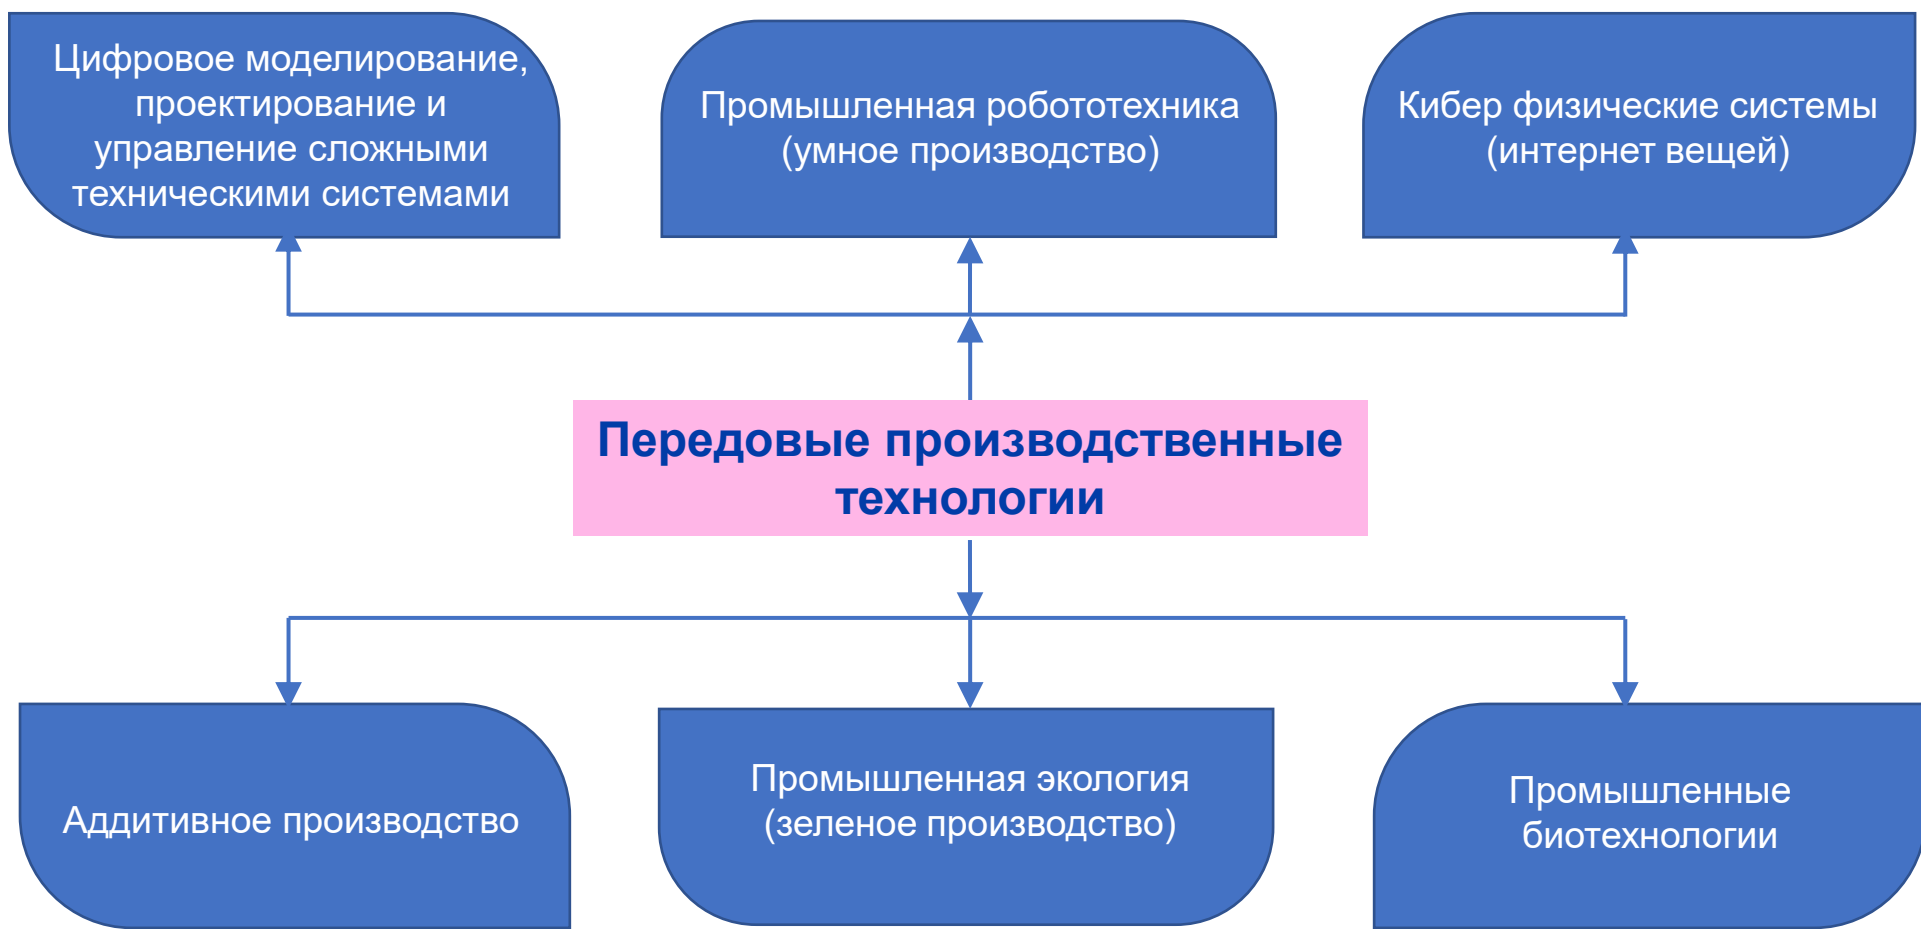 Цифровое моделирование,
проектирование и
управление сложными
техническими системами
Промышленная робототехника
(умное производство)
Кибер физические системы
(интернет вещей)
Передовые производственные
технологии
Аддитивное производство
Промышленная экология
(зеленое производство)
Промышленные
биотехнологии